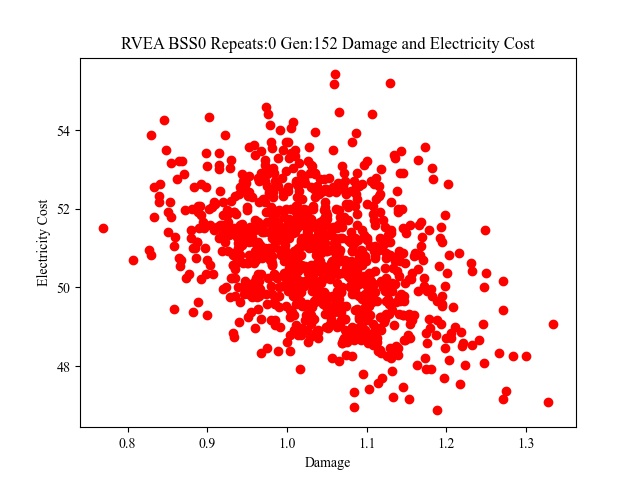 RVEA BSS0 Repeats:0 Gen:152 Damage and Electricity Cost
54
52
50
48
Electricity Cost
0.8 0.9 1.0 1.1 1.2 1.3
Damage